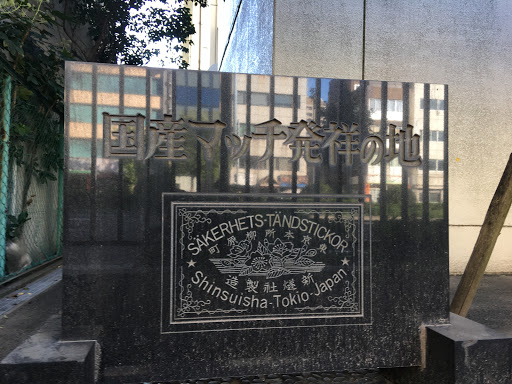 国産マッチ発祥の地
SÄKERHETS-TÄNDSTICKOR
東京本所柳原町
新燧社製造
Shinsuisha-Tokio-Japan